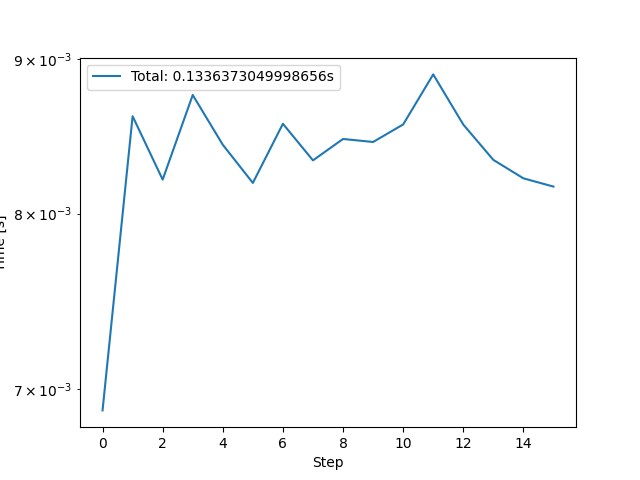 9 × 10⁻³
Total: 0.1336373049998656s
8 × 10⁻³
[s]
7 × 10⁻³
0 2 4 6 8 10 12 14
Step